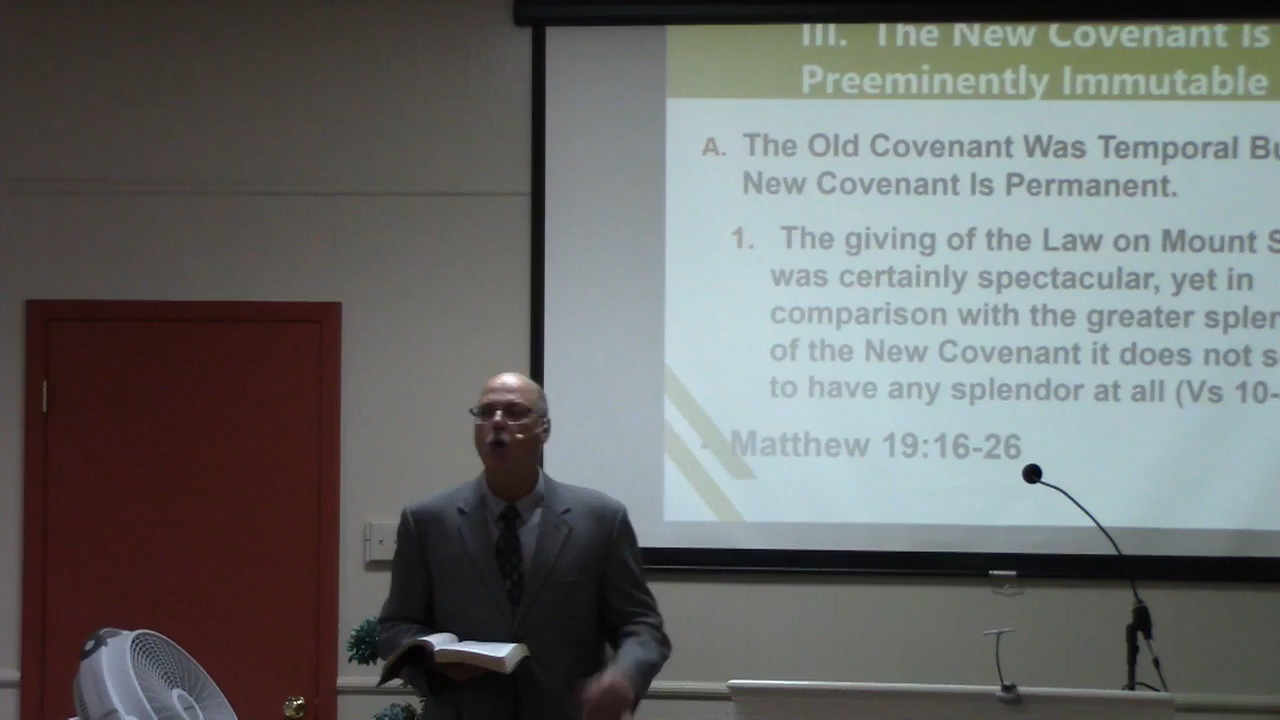 III. The New Covenant Is
Preeminently Immutable
A. The Old Covenant Was Temporal
New Covenant Is Permanent.
1. The giving of the Law on Mount
was certainly spectacular, yet in
comparison with the greater
of the New Covenant it does not
to have any splendor at all (Vs 10-
Matthew 19:16-26